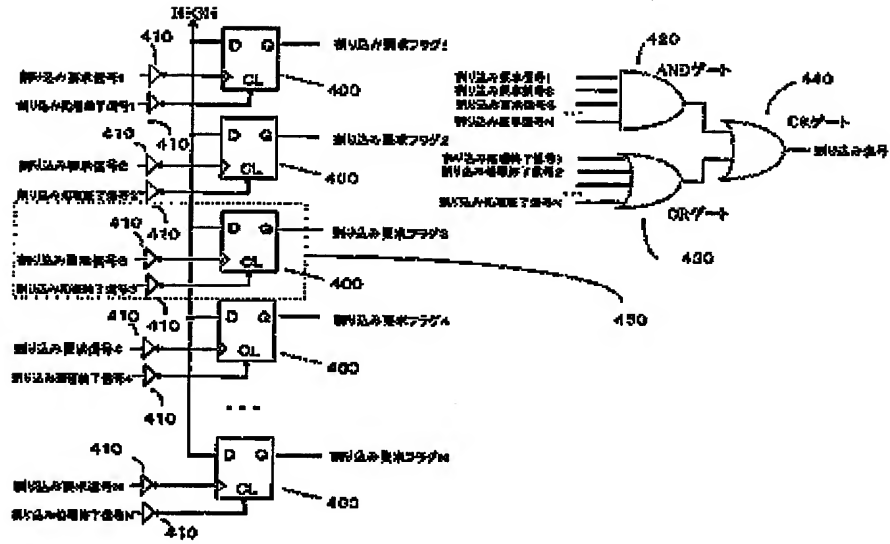 HIGH
410
D Q
割り込み要求フラグ1
割り込み要求信号1
CL
400
割り込み処理終了信号1
410
D Q
割り込み要求フラグ2
410
割り込み要求信号2
CL
400
割り込み処理終了信号2
410
D Q
割り込み要求フラグ3
410
割り込み要求信号3
CL
400
割り込み処理終了信号3
410
D Q
割り込み要求フラグ4
410
割り込み要求信号4
CL
400
割り込み処理終了信号4
410
...
410
D Q
割り込み要求フラグN
割り込み要求信号N
CL
400
割り込み処理終了信号N
410
420
ANDゲート
割り込み要求信号1
割り込み要求信号2
割り込み要求信号3
割り込み要求信号N
440
ORゲート
割り込み信号
割り込み処理終了信号2
割り込み処理終了信号N
ORゲート
430
450